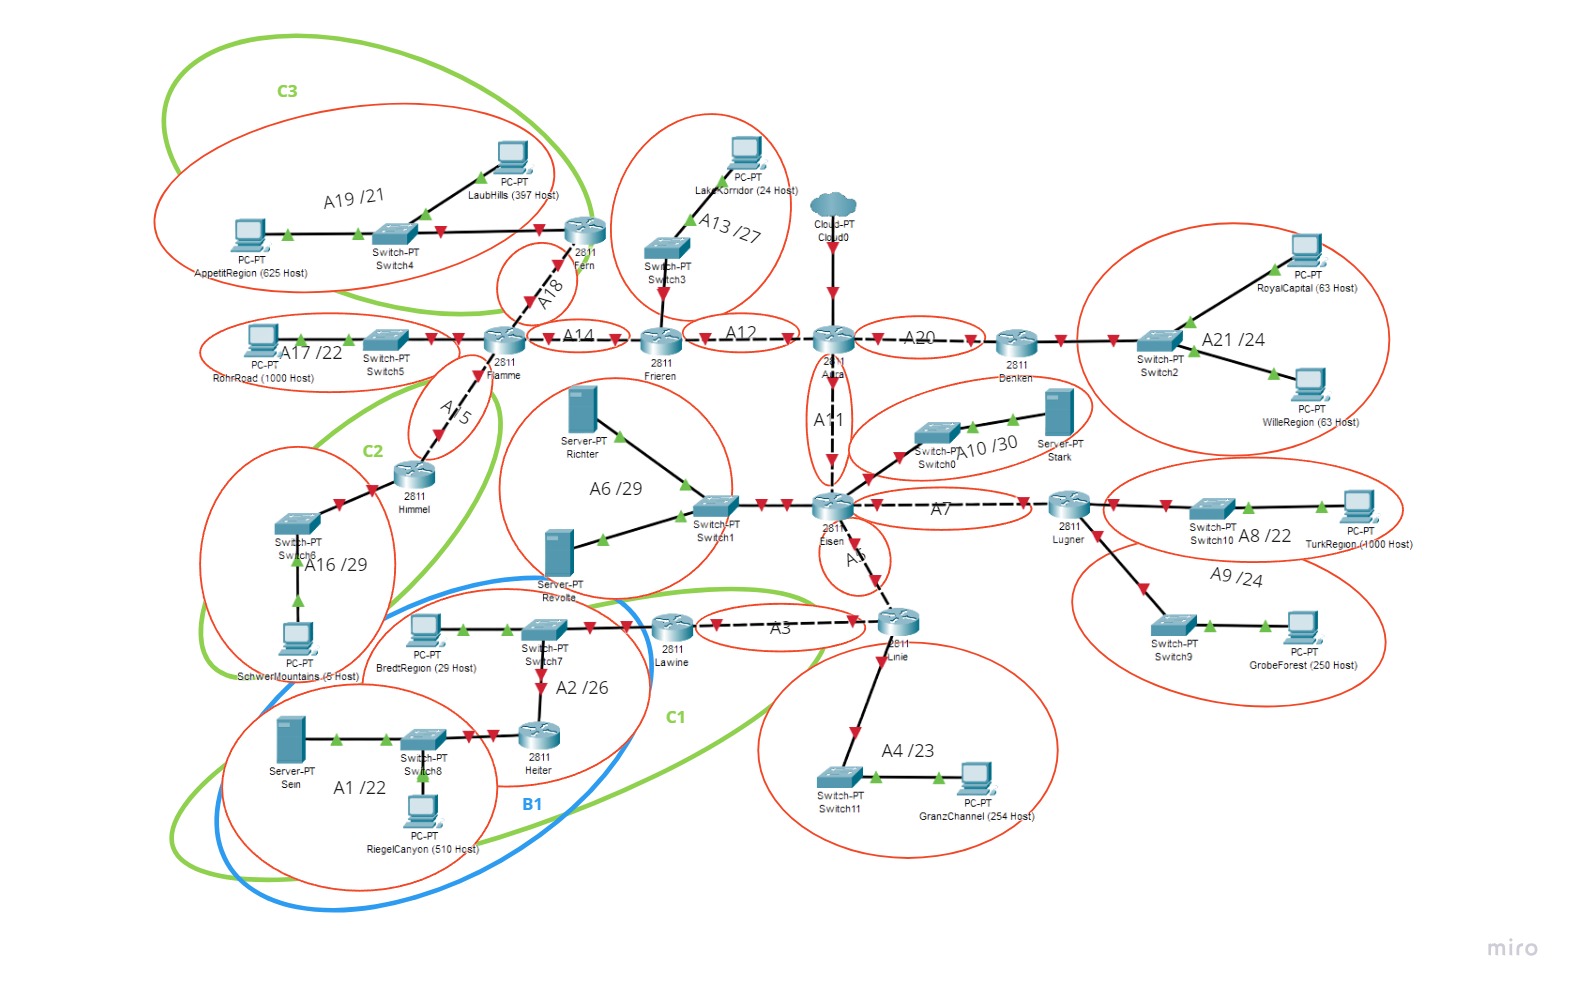 C3
PC-PT
LaubHills (397 Host)
A19 /21
Switch-PT
Switch4
PC-PT
AppetitRegion (625 Host)
2811
Fern
A18
PC-PT
LakeKorridor (24 Host)
A13 /27
Switch-PT
Switch3
Cloud-PT
Cloud0
PC-PT
RoyalCapital (63 Host)
A17 /22
PC-PT
RohrRoad (1000 Host)
Switch-PT
Switch5
2811
Flamme
A14
2811
Frieren
A12
2811
Aura
A20
2811
Denken
Switch-PT
Switch2
A21 /24
PC-PT
WilleRegion (63 Host)
A15
C2
2811
Himmel
Server-PT
Richter
A6 /29
Switch-PT
Switch1
Server-PT
Revolte
A11
Switch-PT
Switch0
A10 /30
Server-PT
Stark
2811
Eisen
A7
2811
Lugner
Switch-PT
Switch10
A8 /22
PC-PT
TurkRegion (1000 Host)
A9 /24
Switch-PT
Switch9
PC-PT
GrobeForest (250 Host)
Switch-PT
Switch6
A16 /29
PC-PT
SchwerMountains (5 Host)
A5
PC-PT
BredtRegion (29 Host)
Switch-PT
Switch7
2811
Lawine
A3
2811
Linie
A2 /26
C1
2811
Heiter
Server-PT
Sein
Switch-PT
Switch8
A1 /22
PC-PT
RiegelCanyon (510 Host)
B1
A4 /23
Switch-PT
Switch11
PC-PT
GranzChannel (254 Host)
miro